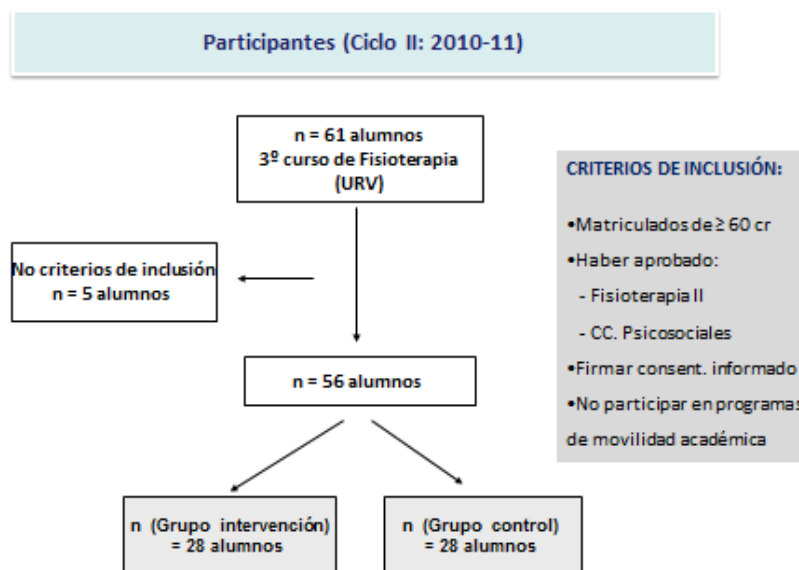 Participantes (Ciclo II: 2010-11)
n = 61 alumnos
3º curso de Fisioterapia
(URV)
No criterios de inclusión
n = 5 alumnos
n = 56 alumnos
n (Grupo intervención)
= 28 alumnos
n (Grupo control)
= 28 alumnos
CRITERIOS DE INCLUSIÓN:
•Matriculados de ≥ 60 cr
•Haber aprobado:
- Fisioterapia II
- CC. Psicosociales
•Firmar consent. informado
•No participar en programas
de movilidad académica